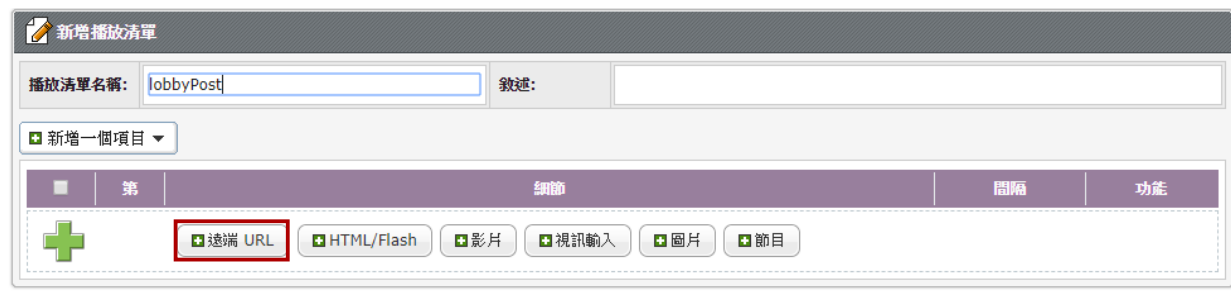 新增播放清單
播放清單名稱: lobbyPost 敘述:
新增一個項目
第 細節 間隔 功能
遠端 URL HTML/Flash 影片 視訊輸入 圖片 節目